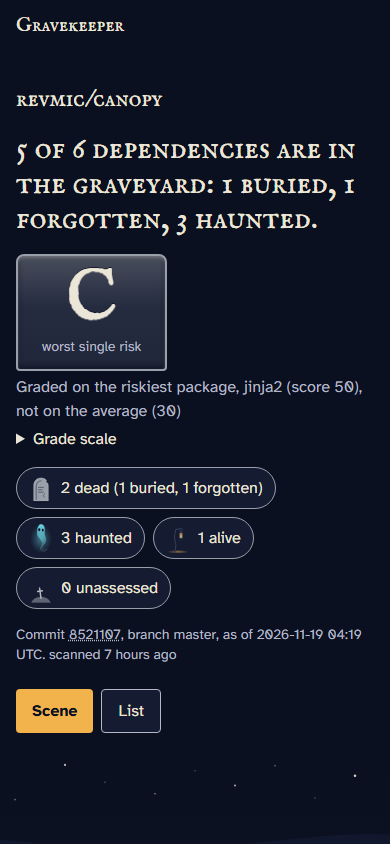 Gravekeeper
revmic/canopy
5 of 6 dependencies are in
the graveyard: 1 buried, 1
forgotten, 3 haunted.
C
worst single risk
Graded on the riskiest package, jinja2 (score 50),
not on the average (30)
Grade scale
2 dead (1 buried, 1 forgotten)
3 haunted
1 alive
0 unassessed
Commit 8521107, branch master, as of 2026-11-19 04:19
UTC. scanned 7 hours ago
Scene
List